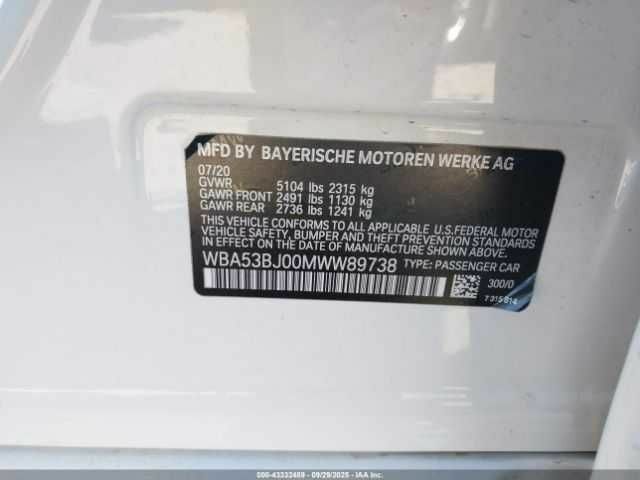 MFD BY BAYERISCHE MOTOREN WERKE AG
07/20
GVWR 5104 lbs 2315 kg
GAWR FRONT 2491 lbs 1130 kg
GAWR REAR 2736 lbs 1241 kg
THIS VEHICLE CONFORMS TO ALL APPLICABLE U.S.FEDERAL MOTOR
VEHICLE SAFETY, BUMPER AND THEFT PREVENTION STANDARDS
IN EFFECT ON THE DATE OF MANUFACTURE SHOWN ABOVE.
WBA53BJ00MWW89738 TYPE: PASSENGER CAR
300/0
7315814
000-43332489 - 09/29/2025 - IAA Inc.